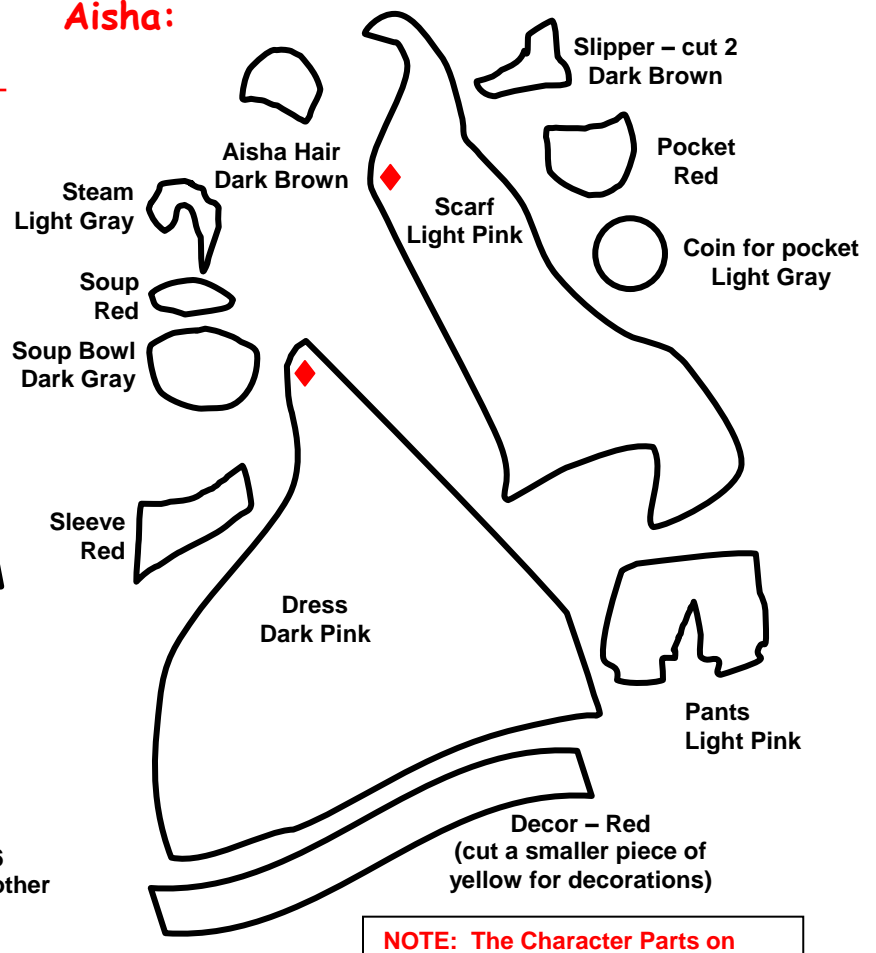 Aisha:
Slipper – cut 2
Dark Brown
Aisha Hair
Dark Brown
Pocket
Red
Steam
Light Gray
Scarf
Light Pink
Coin for pocket
Light Gray
Soup
Red
Soup Bowl
Dark Gray
Sleeve
Red
Dress
Dark Pink
Pants
Light Pink
Decor – Red
(cut a smaller piece of
yellow for decorations)
other
NOTE:  The Character Parts on